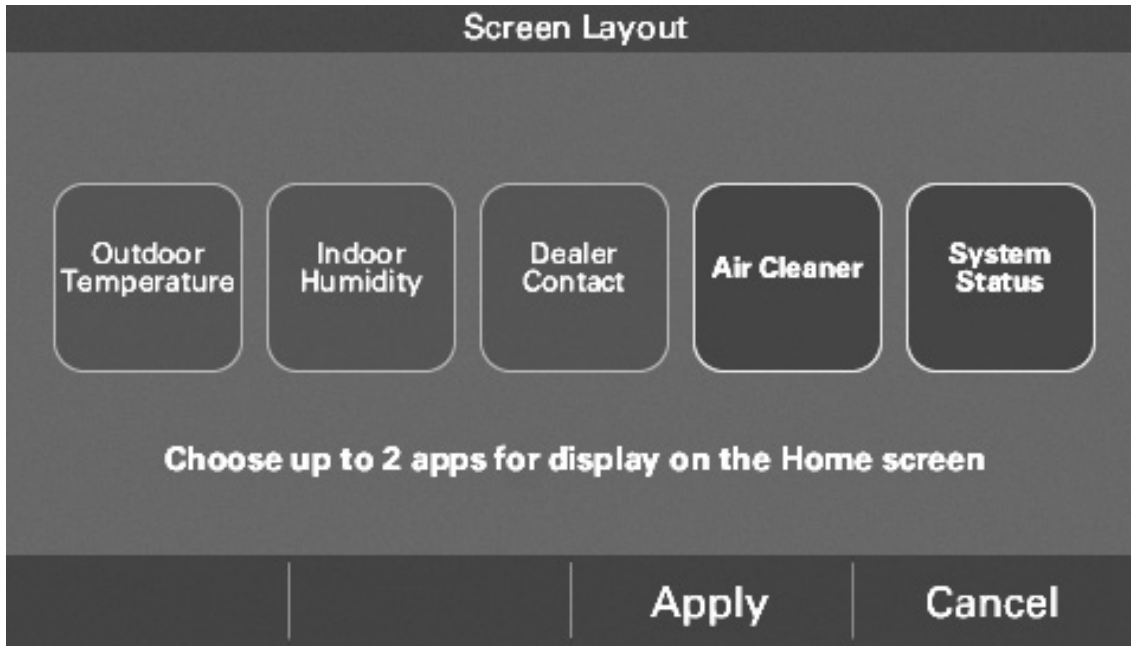 Screen Layout
Outdoor
Temperature
Indoor
Humidity
Dealer
Contact
Air Cleaner
System
Status
Choose up to 2 apps for display on the Home screen
Apply
Cancel